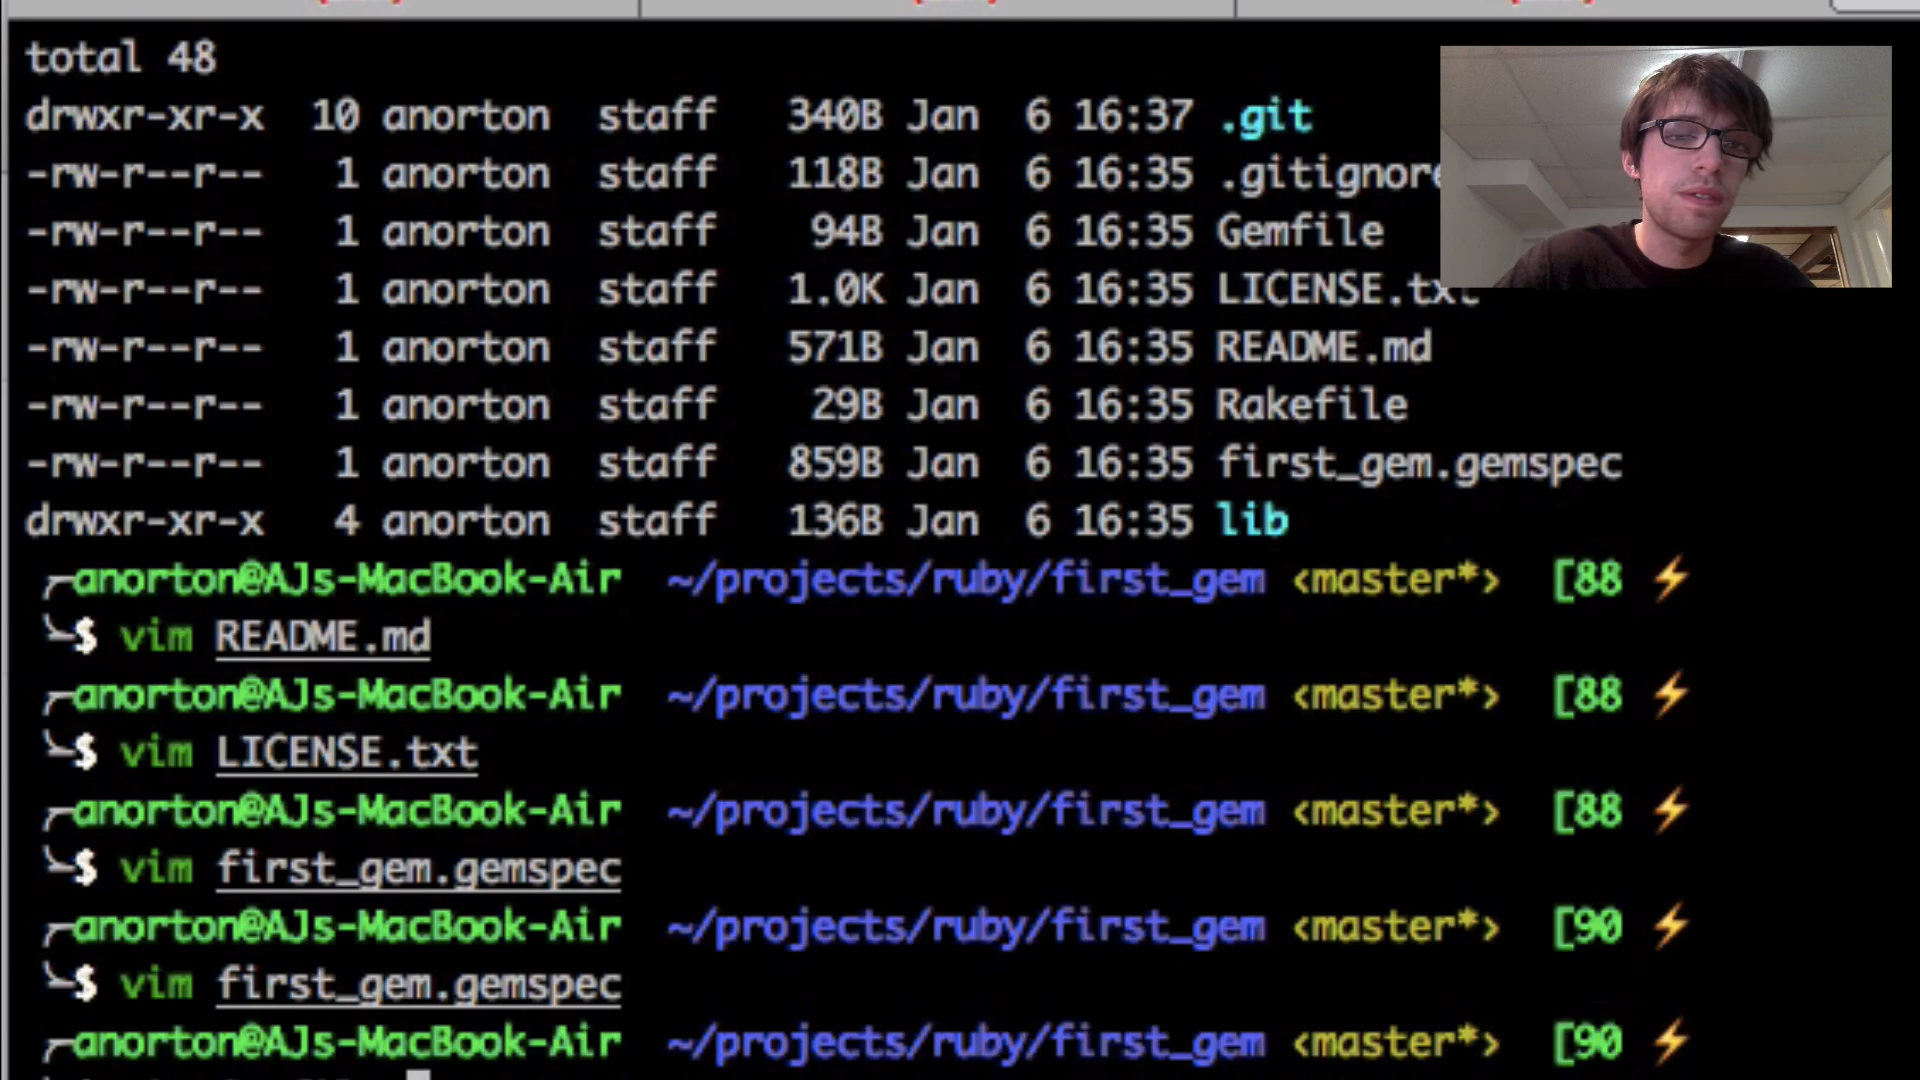 total 48
drwxr-xr-x  10 anorton  staff   340B Jan  6 16:37 .git
-rw-r--r--   1 anorton  staff   118B Jan  6 16:35 .gitignore
-rw-r--r--   1 anorton  staff    94B Jan  6 16:35 Gemfile
-rw-r--r--   1 anorton  staff   1.0K Jan  6 16:35 LICENSE.txt
-rw-r--r--   1 anorton  staff   571B Jan  6 16:35 README.md
-rw-r--r--   1 anorton  staff    29B Jan  6 16:35 Rakefile
-rw-r--r--   1 anorton  staff   859B Jan  6 16:35 first_gem.gemspec
drwxr-xr-x   4 anorton  staff   136B Jan  6 16:35 lib
╭─anorton@AJs-MacBook-Air  ~/projects/ruby/first_gem ‹master*›  [88 ⚡
╰─$ vim README.md
╭─anorton@AJs-MacBook-Air  ~/projects/ruby/first_gem ‹master*›  [88 ⚡
╰─$ vim LICENSE.txt
╭─anorton@AJs-MacBook-Air  ~/projects/ruby/first_gem ‹master*›  [88 ⚡
╰─$ vim first_gem.gemspec
╭─anorton@AJs-MacBook-Air  ~/projects/ruby/first_gem ‹master*›  [90 ⚡
╰─$ vim first_gem.gemspec
╭─anorton@AJs-MacBook-Air  ~/projects/ruby/first_gem ‹master*›  [90 ⚡